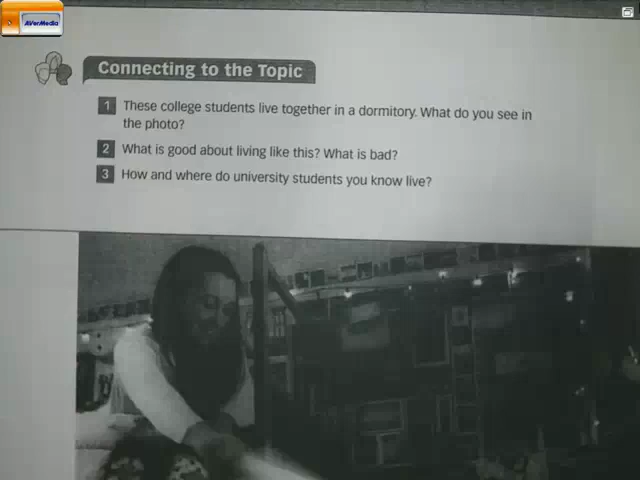 AVerMedia
Connecting to the Topic
1 These college students live together in a dormitory. What do you see in
the photo?
2 What is good about living like this? What is bad?
3 How and where do university students you know live?